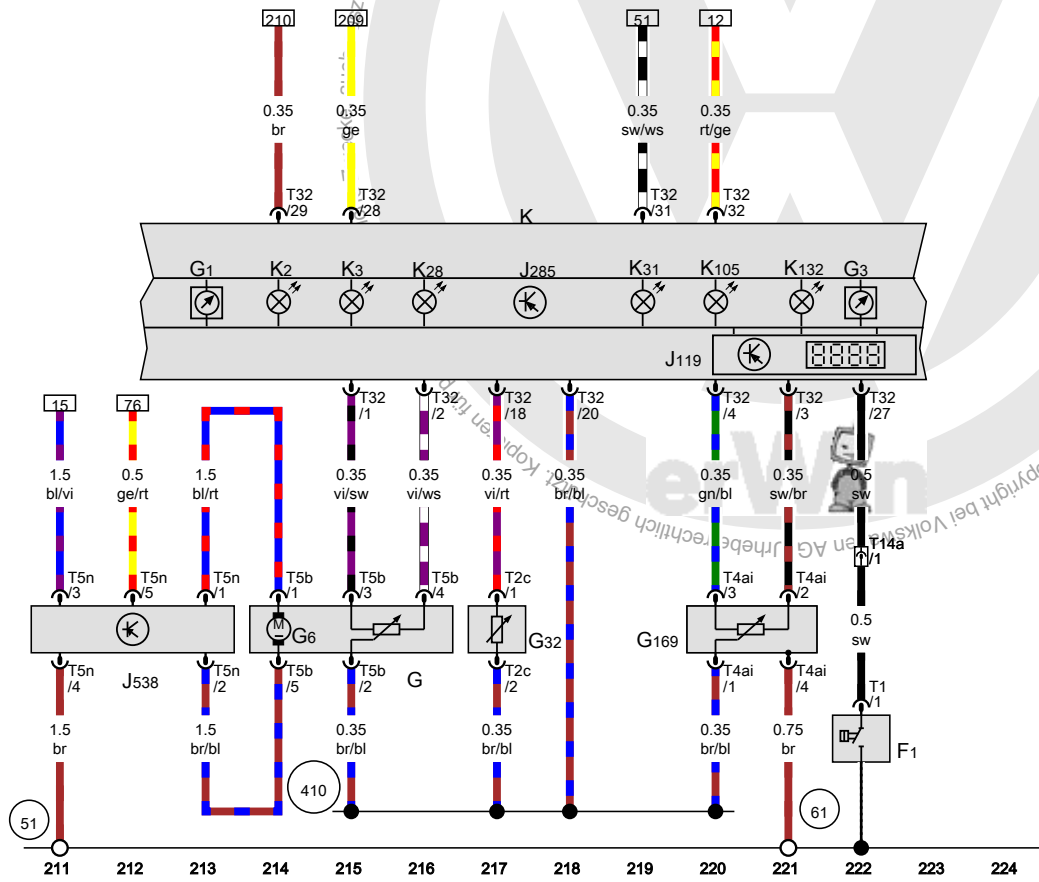 210
209
51
12
0.35
br
0.35
ge
0.35
sw/ws
0.35
rt/ge
T32
/29
T32
/28
T32
/31
T32
/32
K
G1
K2
K3
K28
J285
K31
K105
K132
G3
J119
T32
/1
T32
/2
T32
/18
T32
/20
T32
/4
T32
/3
T32
/27
15
76
1.5
bl/vi
0.5
ge/rt
1.5
bl/rt
0.35
vi/sw
0.35
vi/ws
0.35
vi/rt
0.35
br/bl
0.35
gn/bl
0.35
sw/br
0.5
sw
erWin
T14a
/1
T5n
/3
T5n
/5
T5n
/1
T5b
/1
T5b
/3
T5b
/4
T2c
/1
T4ai
/3
T4ai
/2
0.5
sw
M
G6
G32
G169
J538
G
T5n
/4
T5n
/2
T5b
/5
T5b
/2
T2c
/2
T4ai
/1
T4ai
/4
T1
/1
1.5
br
1.5
br/bl
0.35
br/bl
0.35
br/bl
0.35
br/bl
0.75
br
F1
410
51
61
211 212 213 214 215 216 217 218 219 220 221 222 223 224